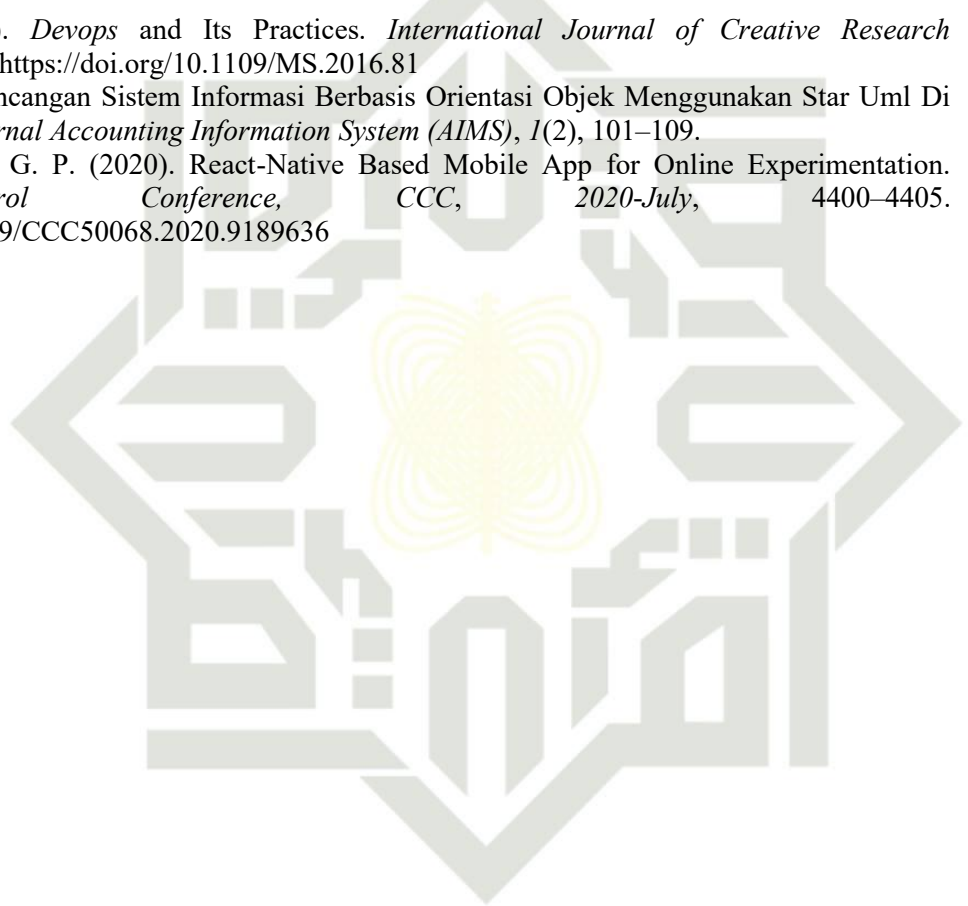 ). Devops and Its Practices. International Journal of Creative Research
https://doi.org/10.1109/MS.2016.81
ncangan Sistem Informasi Berbasis Orientasi Objek Menggunakan Star Uml Di
rnal Accounting Information System (AIMS), 1(2), 101–109.
G. P. (2020). React-Native Based Mobile App for Online Experimentation.
rol Conference, CCC, 2020-July, 4400–4405.
9/CCC50068.2020.9189636